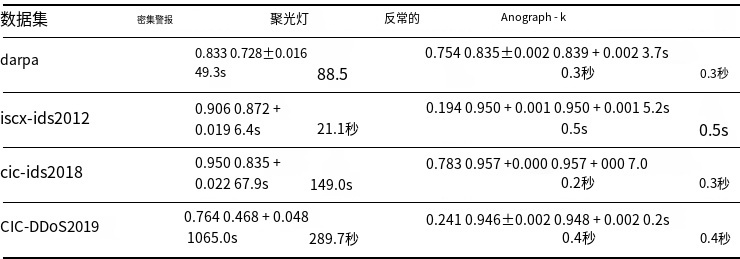 数据集 密集警报 聚光灯 反常的 Anograph - k
darpa 0.833 0.728±0.016 0.754 0.835±0.002 0.839 + 0.002 3.7s
49.3s 88.5 0.3秒 0.3秒
iscx-ids2012 0.906 0.872 + 0.194 0.950 + 0.001 0.950 + 0.001 5.2s
0.019 6.4s 21.1秒 0.5s 0.5s
cic-ids2018 0.950 0.835 + 0.783 0.957 +0.000 0.957 + 000 7.0
0.022 67.9s 149.0s 0.2秒 0.3秒
CIC-DDoS2019 0.764 0.468 + 0.048 0.241 0.946±0.002 0.948 + 0.002 0.2s
1065.0s 289.7秒 0.4秒 0.4秒